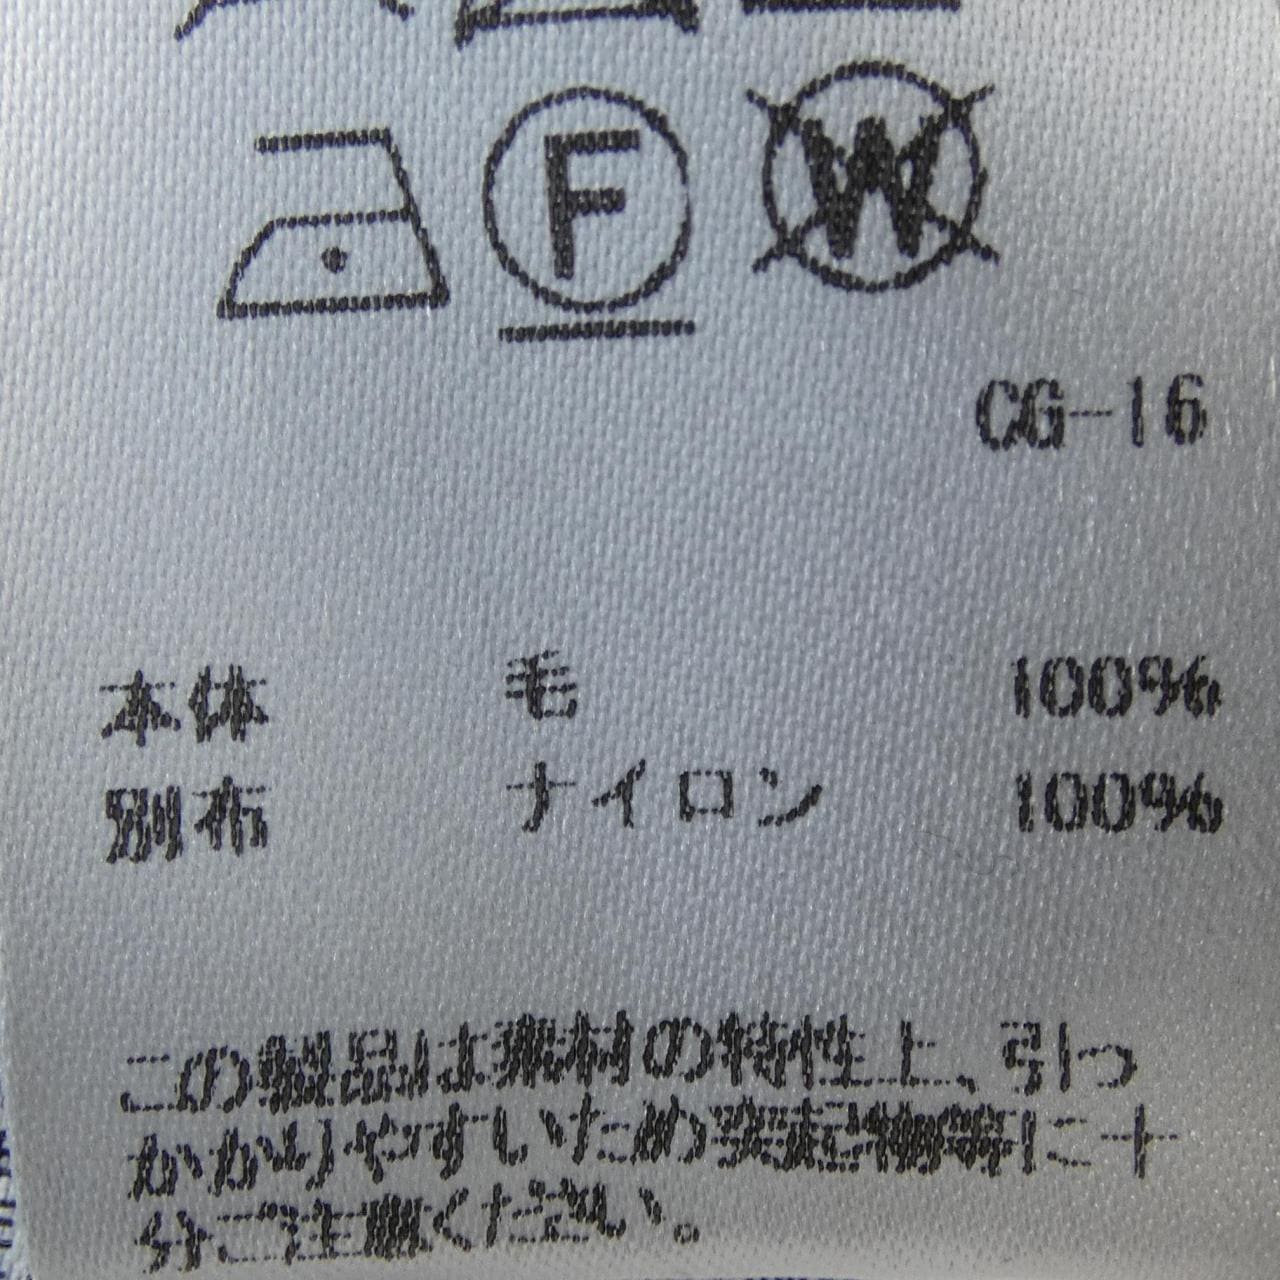 F W
CG-16
本体 毛 100%
別布 ナイロン 100%
この製品は素材の特性上、引っ
かかりやすいため突起物等に十
分ご注意ください。